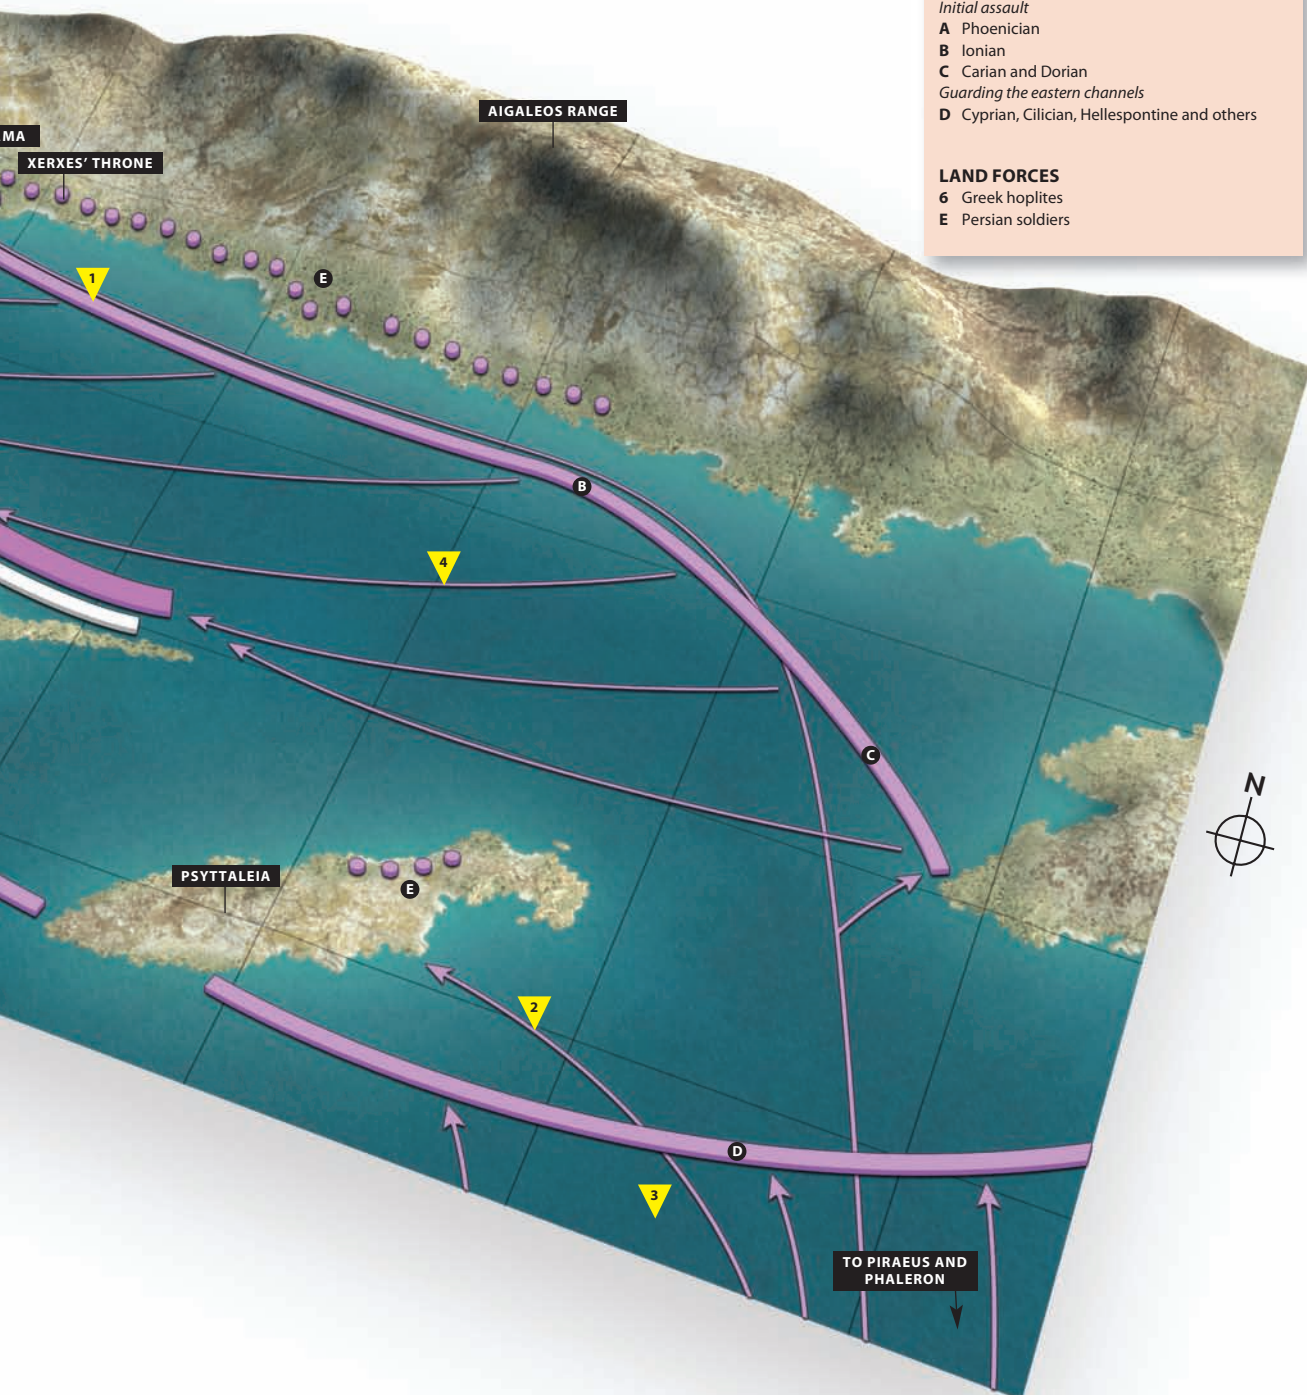 Initial assault
A Phoenician
B Ionian
C Carian and Dorian
Guarding the eastern channels
D Cyprian, Cilician, Hellespontine and others
LAND FORCES
6 Greek hoplites
E Persian soldiers
AIGALEOS RANGE
MA
XERXES’ THRONE
1
E
B
4
C
N
PSYTTALEIA
E
2
D
3
TO PIRAEUS AND
PHALERON